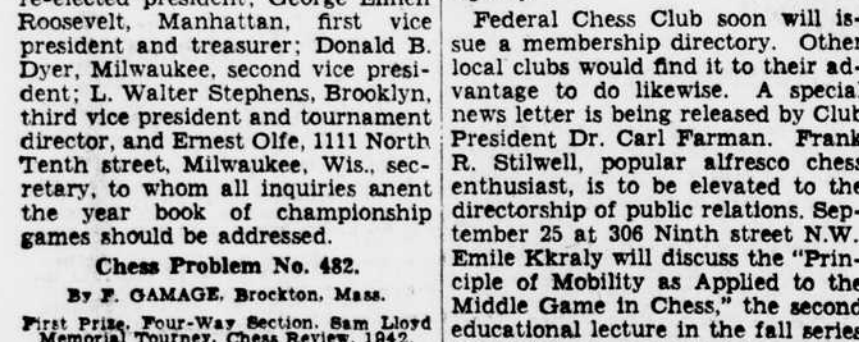 re-elected president; George Emlen
Roosevelt, Manhattan, first vice
president and treasurer; Donald B.
Dyer, Milwaukee, second vice presi-
dent; L. Walter Stephens, Brooklyn,
third vice president and tournament
director, and Ernest Olfe, 1111 North
Tenth street, Milwaukee, Wis., sec-
retary, to whom all inquiries anent
the year book of championship
games should be addressed.
Chess Problem No. 482.
By F. GAMAGE, Brockton, Mass.
First Prize, Four-Way Section, Sam Lloyd
Memorial Tourney, Chess Review, 1942.
Federal Chess Club soon will is-
sue a membership directory. Other
local clubs would find it to their ad-
vantage to do likewise. A special
news letter is being released by Club
President Dr. Carl Farman. Frank
R. Stilwell, popular alfresco chess
enthusiast, is to be elevated to the
directorship of public relations. Sep-
tember 25 at 306 Ninth street N.W.
Emile Kkraly will discuss the "Prin-
ciple of Mobility as Applied to the
Middle Game in Chess," the second
educational lecture in the fall series